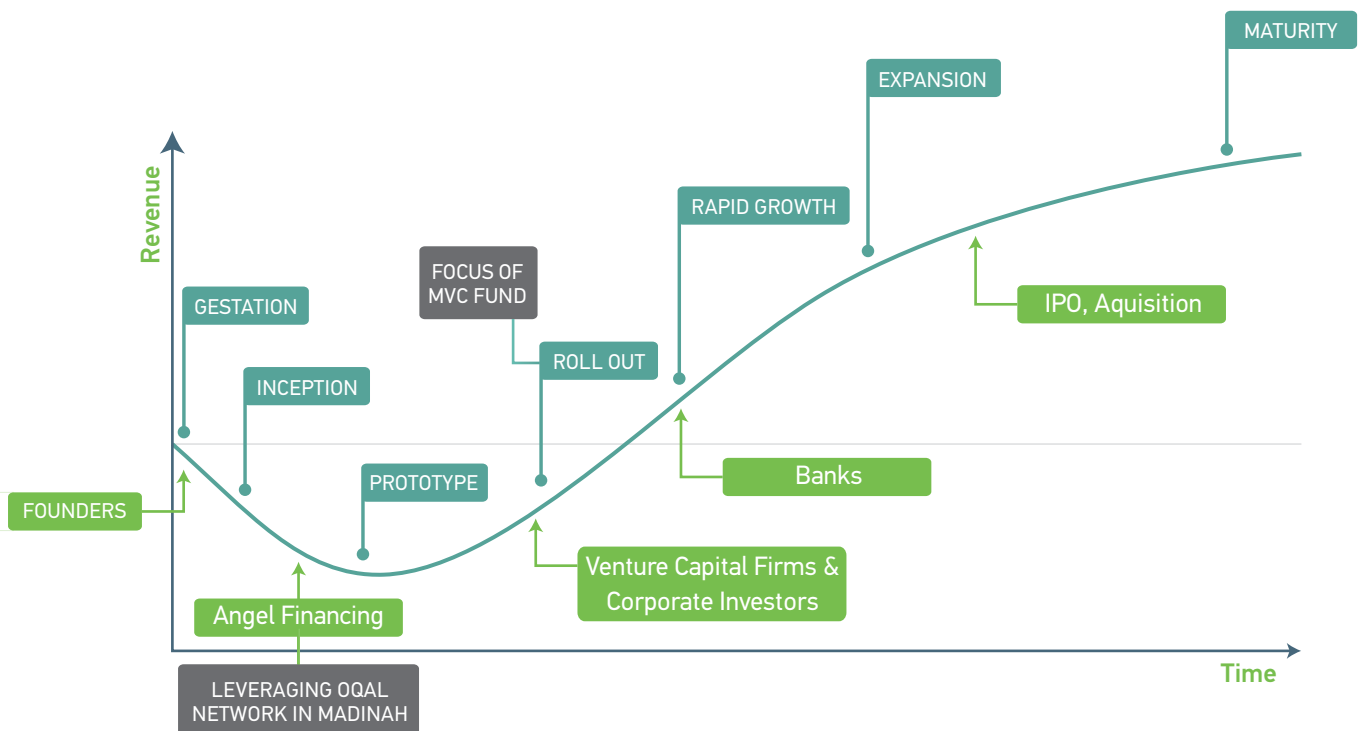 MATURITY
EXPANSION
Revenue
RAPID GROWTH
FOCUS OF
MVC FUND
GESTATION
IPO, Aquisition
ROLL OUT
INCEPTION
PROTOTYPE
Banks
FOUNDERS
Venture Capital Firms &
Corporate Investors
Angel Financing
Time
LEVERAGING OQAL
NETWORK IN MADINAH